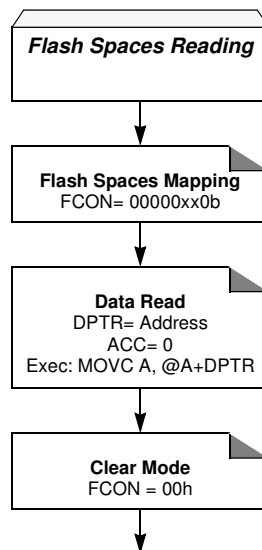 Flash Spaces Reading
Flash Spaces Mapping
FCON= 00000xx0b
Data Read
DPTR= Address
ACC= 0
Exec: MOVC A, @A+DPTR
Clear Mode
FCON = 00h